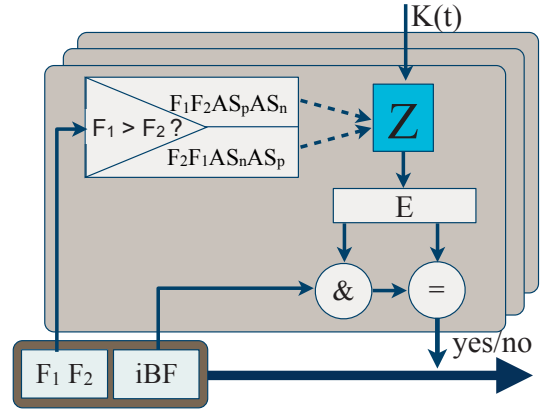 K(t)
F₁F₂ASₚASₙ
F₁ > F₂ ?
Z
F₂F₁ASₙASₚ
E
& =
yes/no
F₁ F₂ iBF